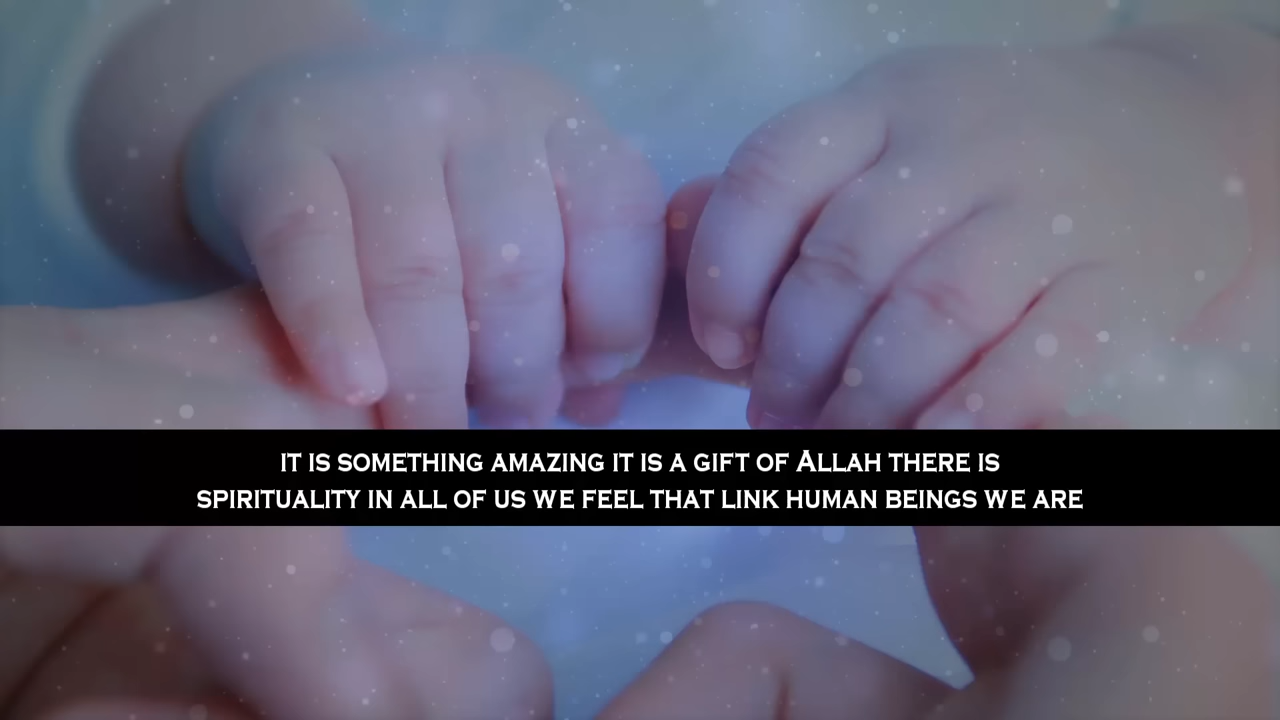 IT IS SOMETHING AMAZING IT IS A GIFT OF ALLAH THERE IS
SPIRITUALITY IN ALL OF US WE FEEL THAT LINK HUMAN BEINGS WE ARE